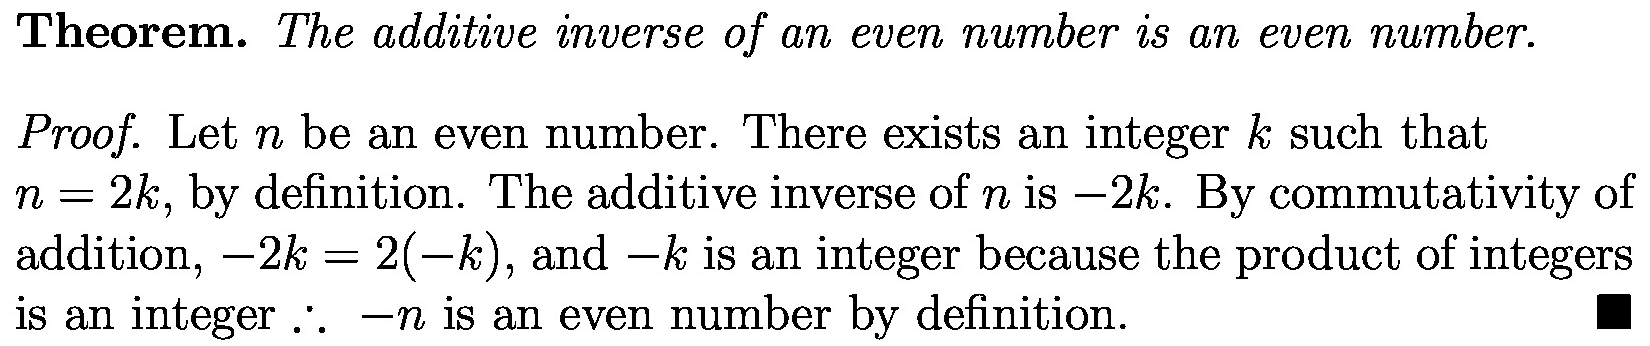 Theorem. The additive inverse of an even number is an even number.
Proof. Let n be an even number. There exists an integer k such that
n = 2k, by definition. The additive inverse of n is −2k. By commutativity of
addition, −2k = 2(−k), and −k is an integer because the product of integers
is an integer ∴ −n is an even number by definition. ■